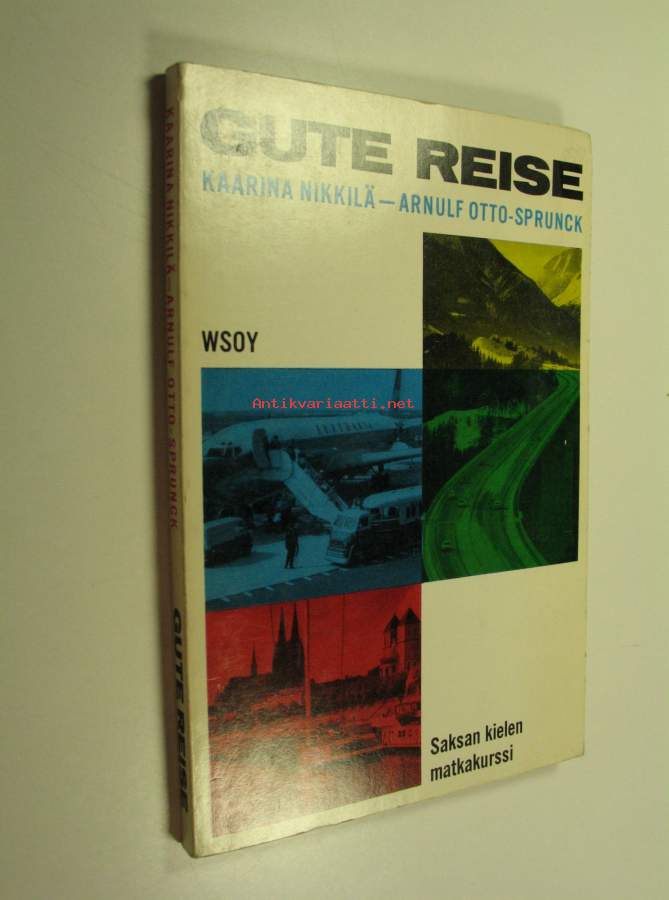 GUTE REISE
KAARINA NIKKILÄ—ARNULF OTTO-SPRUNCK
WSOY
Antikvariaatti.net
Saksan kielen
matkakurssi
KAARINA NIKKILÄ—ARNULF OTTO-SPRUNCK
GUTE REISE